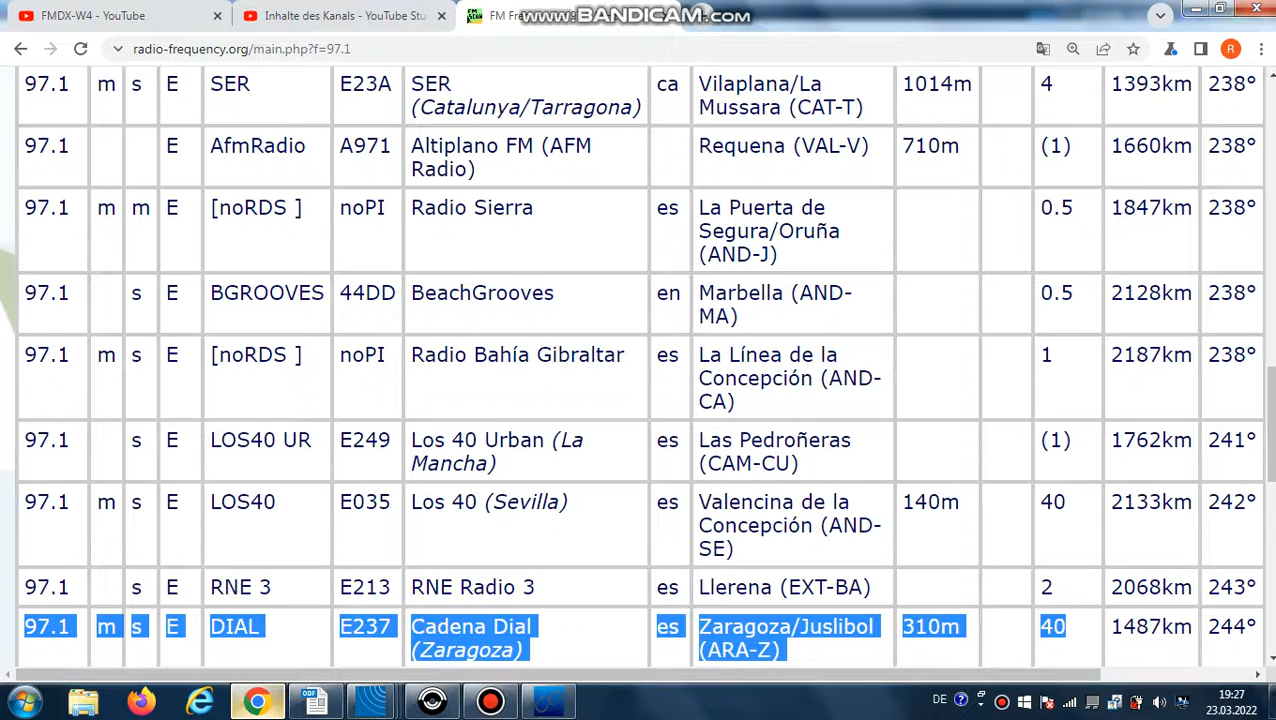 FMDX-W4 - YouTube
Inhalte des Kanals - YouTube Stu
FM Fre
www.BANDICAM.com
radio-frequency.org/main.php?f=97.1
R
97.1 m s E SER E23A SER (Catalunya/Tarragona) ca Vilaplana/La Mussara (CAT-T) 1014m 4 1393km 238°
97.1 E AfmRadio A971 Altiplano FM (AFM Radio) Requena (VAL-V) 710m (1) 1660km 238°
97.1 m m E [noRDS ] noPI Radio Sierra es La Puerta de Segura/Oruña (AND-J) 0.5 1847km 238°
97.1 s E BGROOVES 44DD BeachGrooves en Marbella (AND-MA) 0.5 2128km 238°
97.1 m s E [noRDS ] noPI Radio Bahía Gibraltar es La Línea de la Concepción (AND-CA) 1 2187km 238°
97.1 s E LOS40 UR E249 Los 40 Urban (La Mancha) es Las Pedroñeras (CAM-CU) (1) 1762km 241°
97.1 m s E LOS40 E035 Los 40 (Sevilla) es Valencina de la Concepción (AND-SE) 140m 40 2133km 242°
97.1 s E RNE 3 E213 RNE Radio 3 es Llerena (EXT-BA) 2 2068km 243°
97.1 m s E DIAL E237 Cadena Dial (Zaragoza) es Zaragoza/Juslibol (ARA-Z) 310m 40 1487km 244°
DE
19:27
23.03.2022